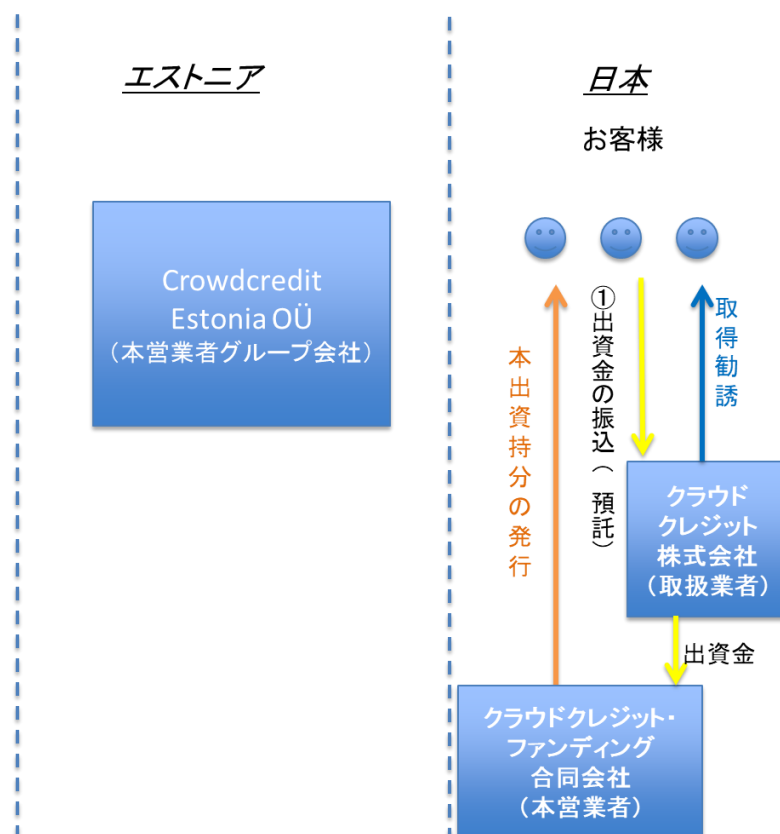 エストニア
日本
お客様
Crowdcredit
Estonia OÜ
（本営業者グループ会社）
本出資持分の発行
①出資金の振込（預託）
取得勧誘
クラウド
クレジット
株式会社
（取扱業者）
出資金
クラウドクレジット・
ファンディング
合同会社
（本営業者）